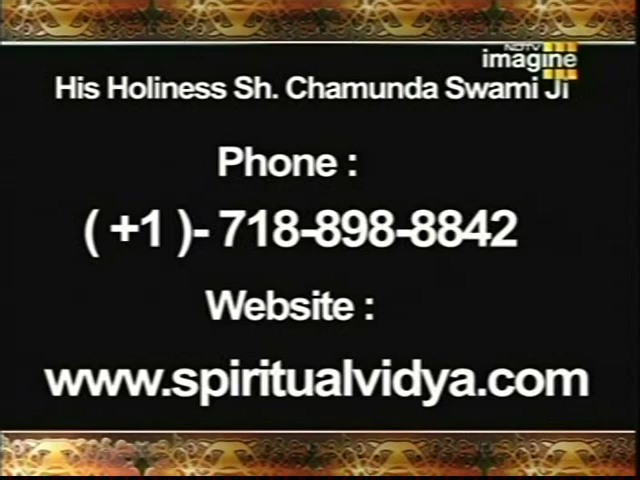 NDTV
imagine
His Holiness Sh. Chamunda Swami Ji
Phone :
( +1 )- 718-898-8842
Website :
www.spiritualvidya.com